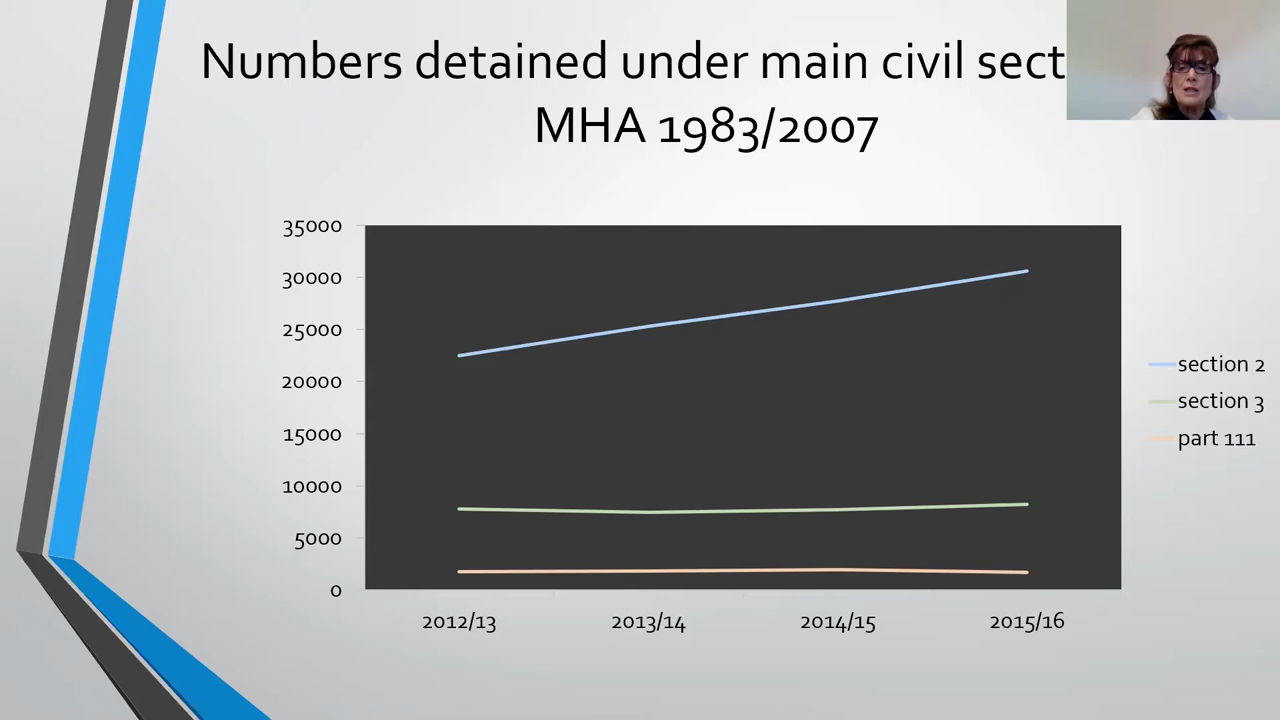 Numbers detained under main civil sect
MHA 1983/2007
35000
30000
25000
20000
15000
10000
5000
0
2012/13
2013/14
2014/15
2015/16
section 2
section 3
part 111